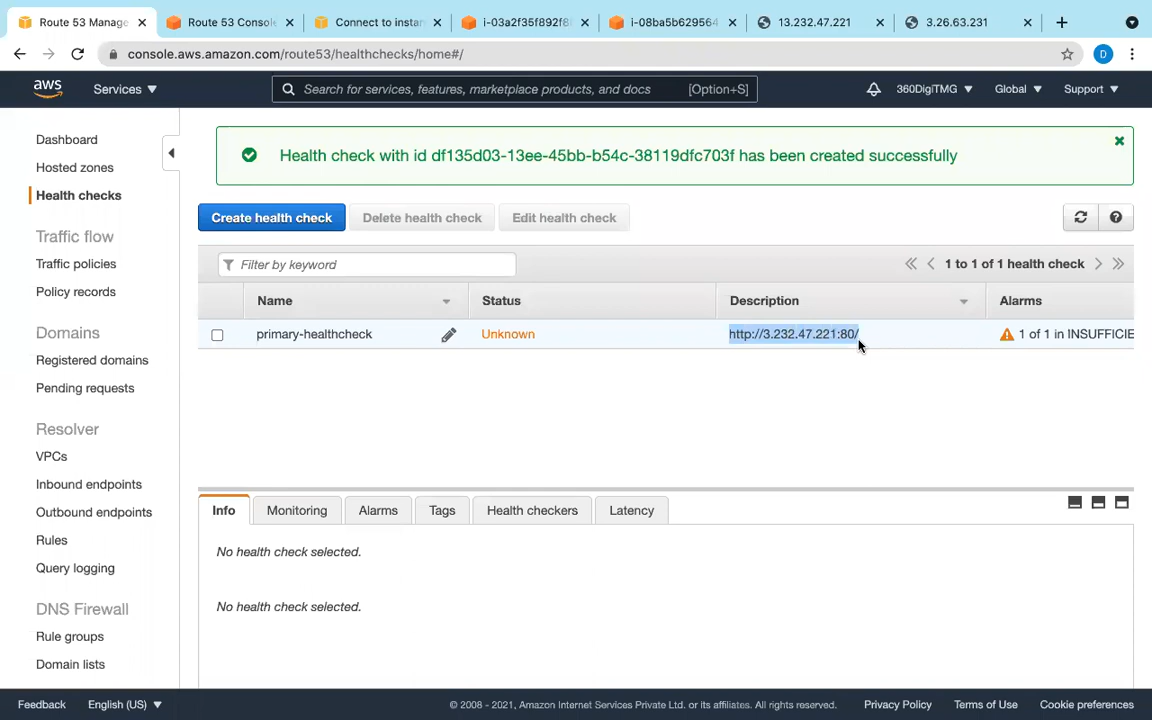 Route 53 Manage
Route 53 Conso
Connect to instan
i-03a2f35f892f8
i-08ba5b629564
13.232.47.221
3.26.63.231
console.aws.amazon.com/route53/healthchecks/home#/
D
aws
Services
Search for services, features, marketplace products, and docs
[Option+S]
360DigiTMG
Global
Support
Dashboard
Hosted zones
Health checks
Traffic flow
Traffic policies
Policy records
Domains
Registered domains
Pending requests
Resolver
VPCs
Inbound endpoints
Outbound endpoints
Rules
Query logging
DNS Firewall
Rule groups
Domain lists
Health check with id df135d03-13ee-45bb-b54c-38119dfc703f has been created successfully
Create health check
Delete health check
Edit health check
Filter by keyword
1 to 1 of 1 health check
Name
Status
Description
Alarms
primary-healthcheck
Unknown
http://3.232.47.221:80/
1 of 1 in INSUFFICIE
Info
Monitoring
Alarms
Tags
Health checkers
Latency
No health check selected.
No health check selected.
Feedback
English (US)
© 2008 - 2021, Amazon Internet Services Private Ltd. or its affiliates. All rights reserved.
Privacy Policy
Terms of Use
Cookie preferences